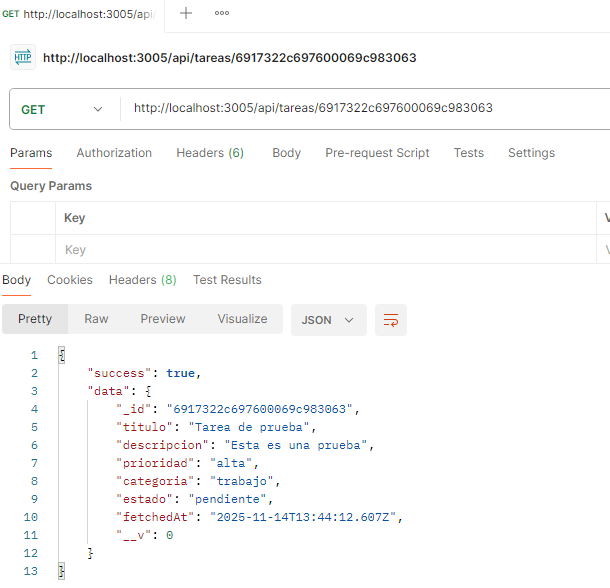 GET http://localhost:3005/api/
HTTP http://localhost:3005/api/tareas/6917322c697600069c983063
GET http://localhost:3005/api/tareas/6917322c697600069c983063
Params Authorization Headers (6) Body Pre-request Script Tests Settings
Query Params
Key V
Key V
Body Cookies Headers (8) Test Results
Pretty Raw Preview Visualize JSON
1 {
2 "success": true,
3 "data": {
4 "_id": "6917322c697600069c983063",
5 "titulo": "Tarea de prueba",
6 "descripcion": "Esta es una prueba",
7 "prioridad": "alta",
8 "categoria": "trabajo",
9 "estado": "pendiente",
10 "fetchedAt": "2025-11-14T13:44:12.607Z",
11 "__v": 0
12 }
13 }